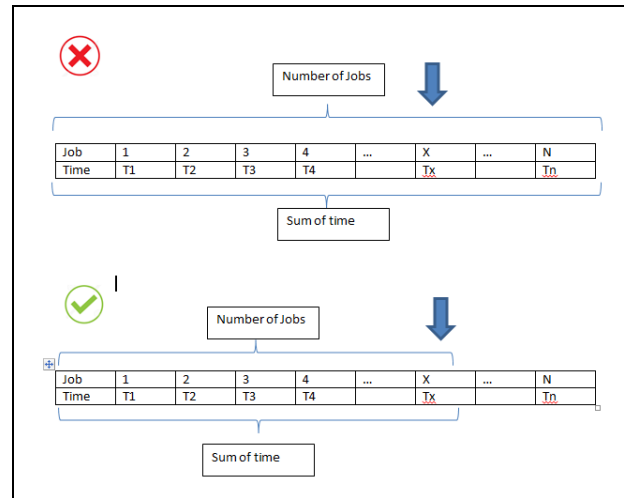 Number of Jobs
Job 1 2 3 4 ... X ... N
Time T1 T2 T3 T4 Tx Tn
Sum of time
Number of Jobs
Job 1 2 3 4 ... X ... N
Time T1 T2 T3 T4 Tx Tn
Sum of time